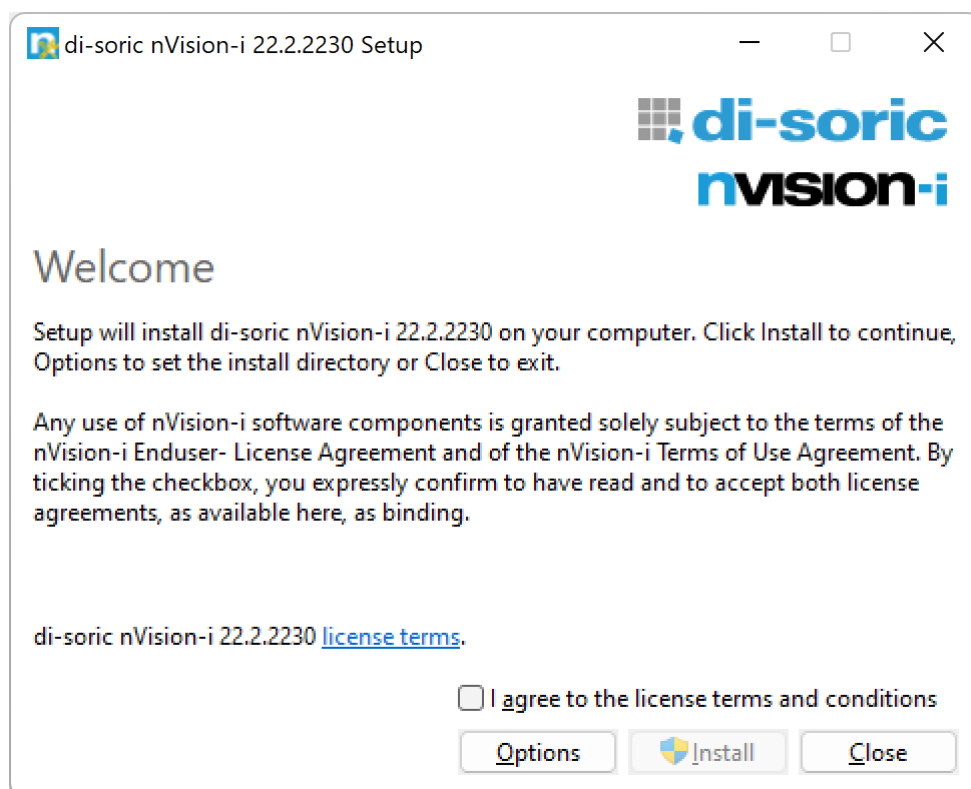 di-soric nVision-i 22.2.2230 Setup
di-soric
nvision-i
Welcome
Setup will install di-soric nVision-i 22.2.2230 on your computer. Click Install to continue,
Options to set the install directory or Close to exit.
Any use of nVision-i software components is granted solely subject to the terms of the
nVision-i Enduser- License Agreement and of the nVision-i Terms of Use Agreement. By
ticking the checkbox, you expressly confirm to have read and to accept both license
agreements, as available here, as binding.
di-soric nVision-i 22.2.2230 license terms.
I agree to the license terms and conditions
Options Install Close